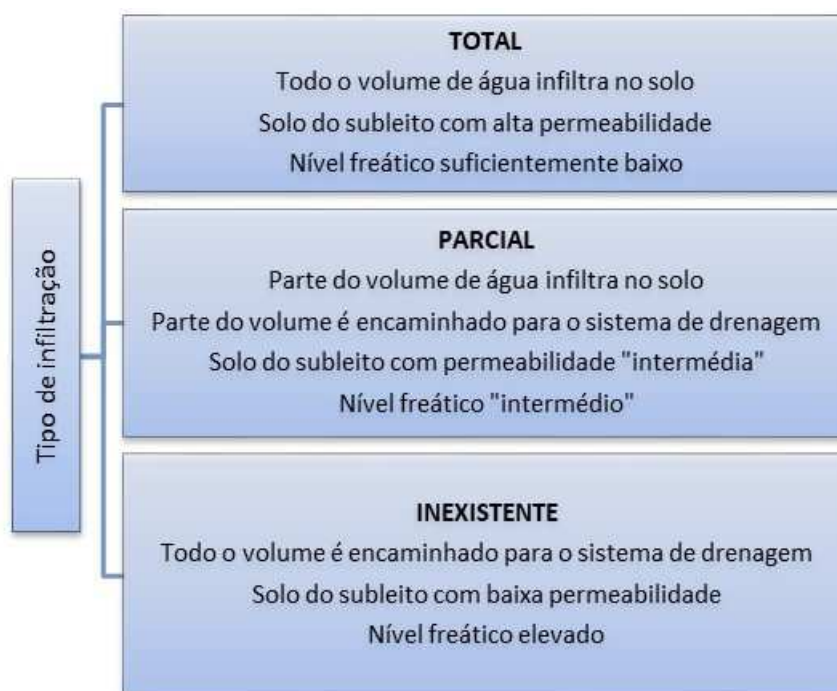 Tipo de infiltração
TOTAL
Todo o volume de água infiltra no solo
Solo do subleito com alta permeabilidade
Nível freático suficientemente baixo
PARCIAL
Parte do volume de água infiltra no solo
Parte do volume é encaminhado para o sistema de drenagem
Solo do subleito com permeabilidade "intermédia"
Nível freático "intermédio"
INEXISTENTE
Todo o volume é encaminhado para o sistema de drenagem
Solo do subleito com baixa permeabilidade
Nível freático elevado